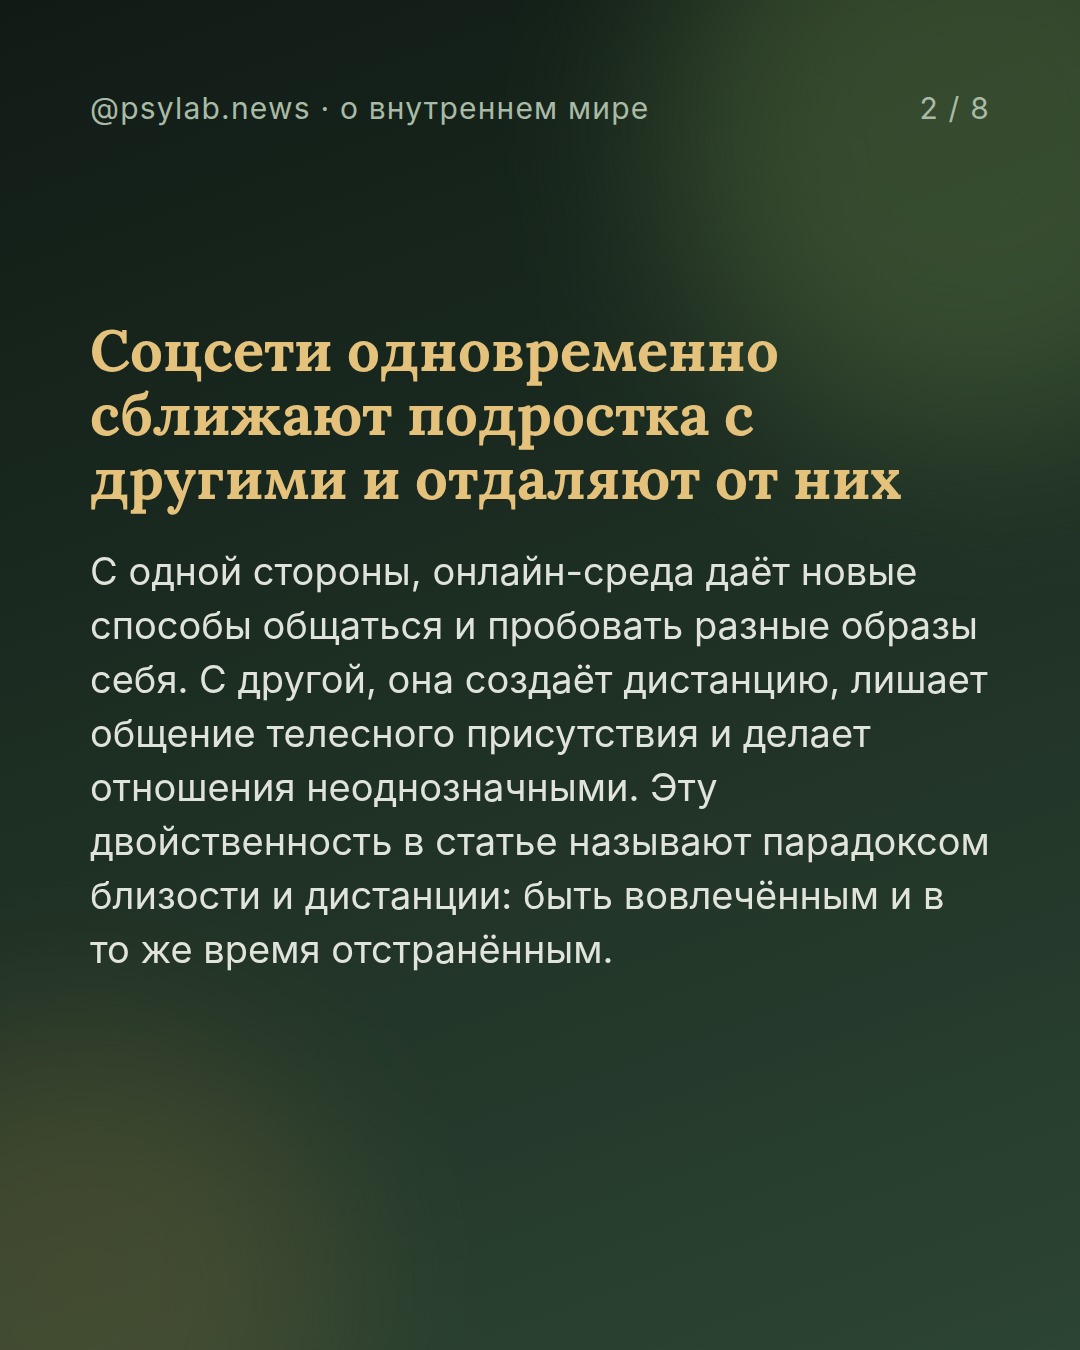 @psylab.news · о внутреннем мире
2 / 8
Соцсети одновременно
сближают подростка с
другими и отдаляют от них
С одной стороны, онлайн-среда даёт новые
способы общаться и пробовать разные образы
себя. С другой, она создаёт дистанцию, лишает
общение телесного присутствия и делает
отношения неоднозначными. Эту
двойственность в статье называют парадоксом
близости и дистанции: быть вовлечённым и в
то же время отстранённым.